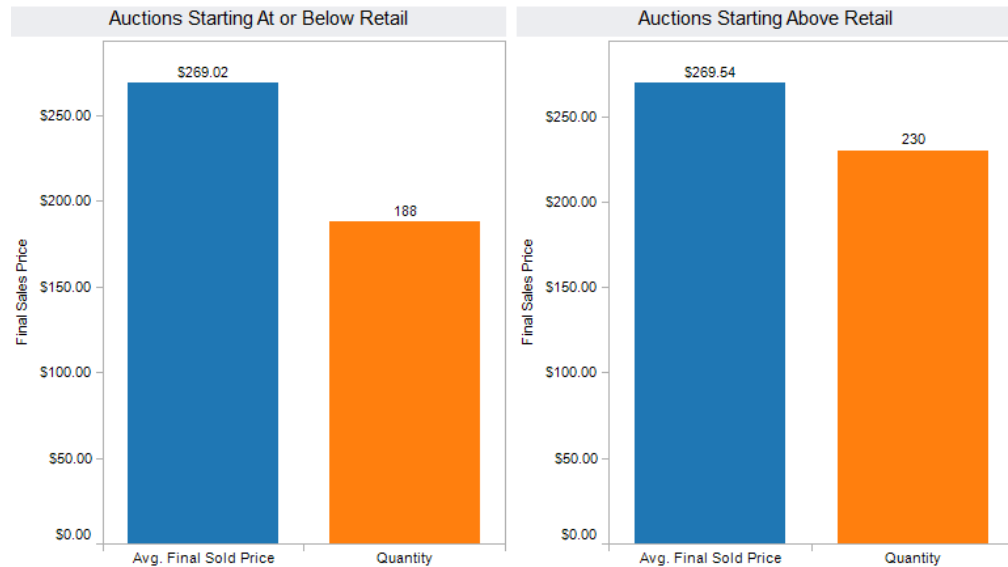 Auctions Starting At or Below Retail
$269.02
$250.00
188
$200.00
$150.00
$100.00
$50.00
$0.00
Final Sales Price
Avg. Final Sold Price
Quantity
Auctions Starting Above Retail
$269.54
$250.00
230
$200.00
$150.00
$100.00
$50.00
$0.00
Final Sales Price
Avg. Final Sold Price
Quantity